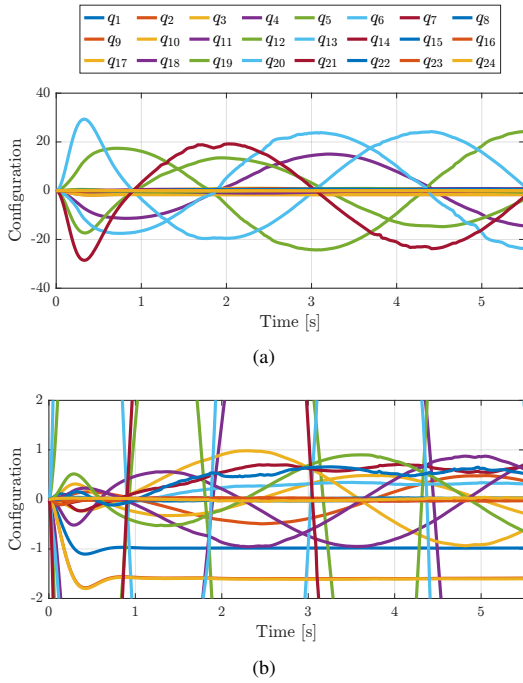 q1 q2 q3 q4 q5 q6 q7 q8
q9 q10 q11 q12 q13 q14 q15 q16
q17 q18 q19 q20 q21 q22 q23 q24
40
20
0
-20
-40
Configuration
0 1 2 3 4 5
Time [s]
(a)
2
1
0
-1
-2
Configuration
0 1 2 3 4 5
Time [s]
(b)